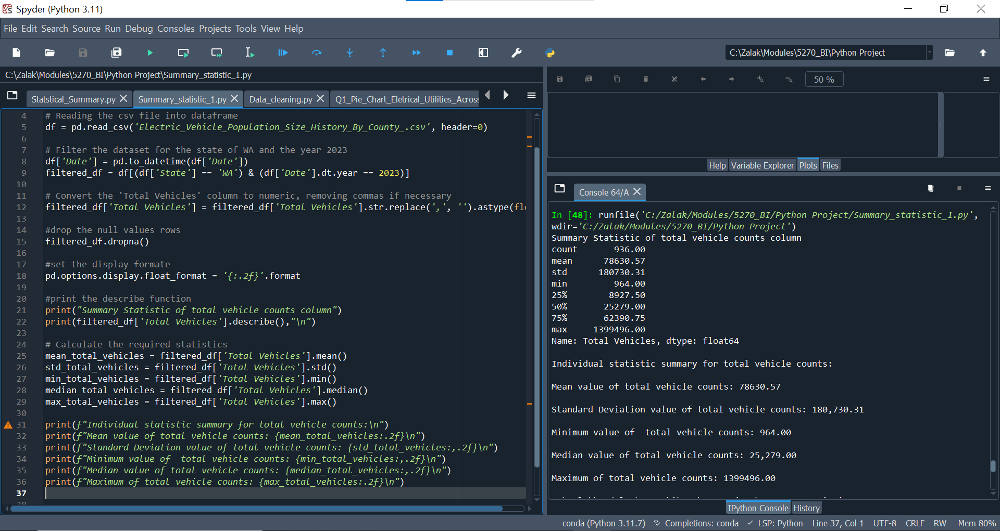 Spyder (Python 3.11)
File Edit Search Source Run Debug Consoles Projects Tools View Help
C:\Zalak\Modules\5270_BI\Python Project
C:\Zalak\Modules\5270_BI\Python Project\Summary_statistic_1.py
Statstical_Summary.py Summary_statistic_1.py Data_cleaning.py Q1_Pie_Chart_Eletrical_Utilities_Across
4 # Reading the csv file into dataframe
5 df = pd.read_csv('Electric_Vehicle_Population_Size_History_By_County_.csv', header=0)
6
7 # Filter the dataset for the state of WA and the year 2023
8 df['Date'] = pd.to_datetime(df['Date'])
9 filtered_df = df[(df['State'] == 'WA') & (df['Date'].dt.year == 2023)]
10
11 # Convert the 'Total Vehicles' column to numeric, removing commas if necessary
12 filtered_df['Total Vehicles'] = filtered_df['Total Vehicles'].str.replace(',', '').astype(flo
13
14 #drop the null values rows
15 filtered_df.dropna()
16
17 #set the display formate
18 pd.options.display.float_format = '{:.2f}'.format
19
20 #print the describe function
21 print("Summary Statistic of total vehicle counts column")
22 print(filtered_df['Total Vehicles'].describe(),"\n")
23
24 # Calculate the required statistics
25 mean_total_vehicles = filtered_df['Total Vehicles'].mean()
26 std_total_vehicles = filtered_df['Total Vehicles'].std()
27 min_total_vehicles = filtered_df['Total Vehicles'].min()
28 median_total_vehicles = filtered_df['Total Vehicles'].median()
29 max_total_vehicles = filtered_df['Total Vehicles'].max()
30
31 print(f"Individual statistic summary for total vehicle counts:\n")
32 print(f"Mean value of total vehicle counts: {mean_total_vehicles:.2f}\n")
33 print(f"Standard Deviation value of total vehicle counts: {std_total_vehicles:,.2f}\n")
34 print(f"Minimum value of  total vehicle counts: {min_total_vehicles:,.2f}\n")
35 print(f"Median value of total vehicle counts: {median_total_vehicles:,.2f}\n")
36 print(f"Maximum of total vehicle counts: {max_total_vehicles:.2f}\n")
37
50 %
Help Variable Explorer Plots Files
Console 64/A
In [48]: runfile('C:/Zalak/Modules/5270_BI/Python Project/Summary_statistic_1.py',
wdir='C:/Zalak/Modules/5270_BI/Python Project')
Summary Statistic of total vehicle counts column
count 936.00
mean 78630.57
std 180730.31
min 964.00
25% 8927.50
50% 25279.00
75% 62390.75
max 1399496.00
Name: Total Vehicles, dtype: float64
Individual statistic summary for total vehicle counts:
Mean value of total vehicle counts: 78630.57
Standard Deviation value of total vehicle counts: 180,730.31
Minimum value of  total vehicle counts: 964.00
Median value of total vehicle counts: 25,279.00
Maximum of total vehicle counts: 1399496.00
IPython Console History
conda (Python 3.11.7) Completions: conda LSP: Python Line 37, Col 1 UTF-8 CRLF RW Mem 80%